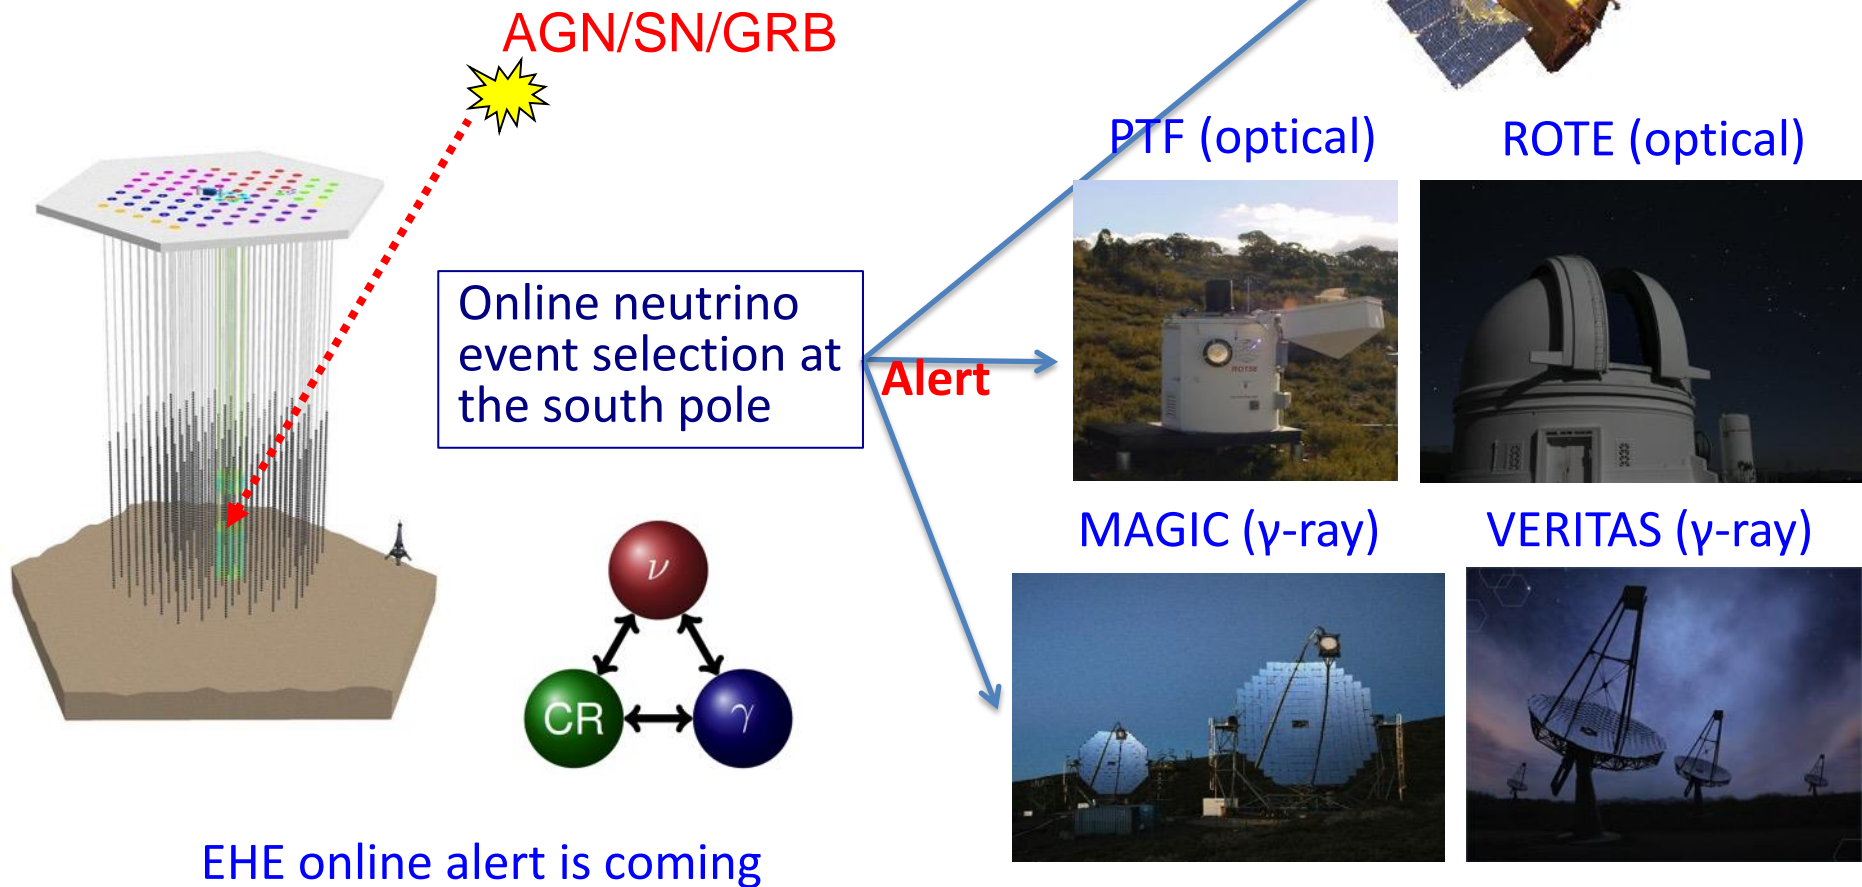 AGN/SN/GRB
PTF (optical)
ROTE (optical)
Online neutrino
event selection at
the south pole
Alert
MAGIC (γ-ray)
VERITAS (γ-ray)
ν
CR
γ
EHE online alert is coming